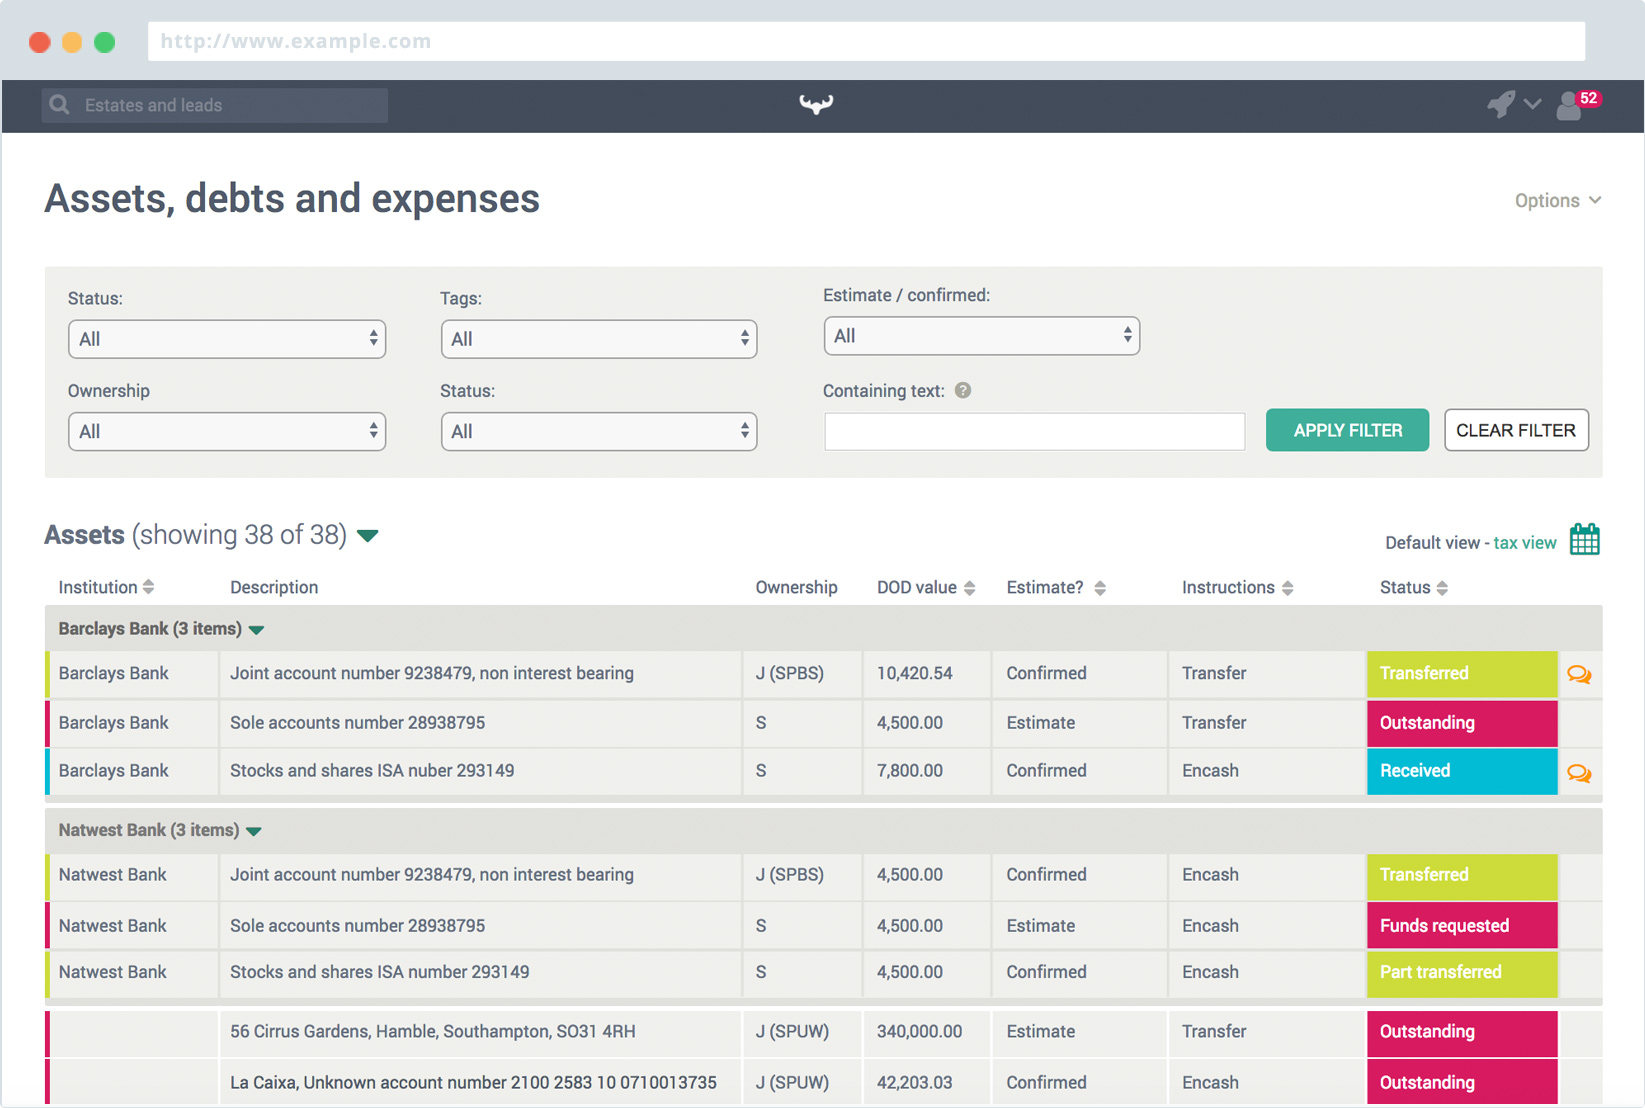 http://www.example.com
Estates and leads
52
Assets, debts and expenses
Options
Status:
Tags:
Estimate / confirmed:
All
All
All
Ownership
Status:
Containing text: ?
All
All
APPLY FILTER
CLEAR FILTER
Assets (showing 38 of 38)
Default view - tax view
Institution Description Ownership DOD value Estimate? Instructions Status
Barclays Bank (3 items)
Barclays Bank Joint account number 9238479, non interest bearing J (SPBS) 10,420.54 Confirmed Transfer Transferred
Barclays Bank Sole accounts number 28938795 S 4,500.00 Estimate Transfer Outstanding
Barclays Bank Stocks and shares ISA nuber 293149 S 7,800.00 Confirmed Encash Received
Natwest Bank (3 items)
Natwest Bank Joint account number 9238479, non interest bearing J (SPBS) 4,500.00 Confirmed Encash Transferred
Natwest Bank Sole accounts number 28938795 S 4,500.00 Estimate Encash Funds requested
Natwest Bank Stocks and shares ISA number 293149 S 4,500.00 Confirmed Encash Part transferred
56 Cirrus Gardens, Hamble, Southampton, SO31 4RH J (SPUW) 340,000.00 Estimate Transfer Outstanding
La Caixa, Unknown account number 2100 2583 10 0710013735 J (SPUW) 42,203.03 Confirmed Encash Outstanding